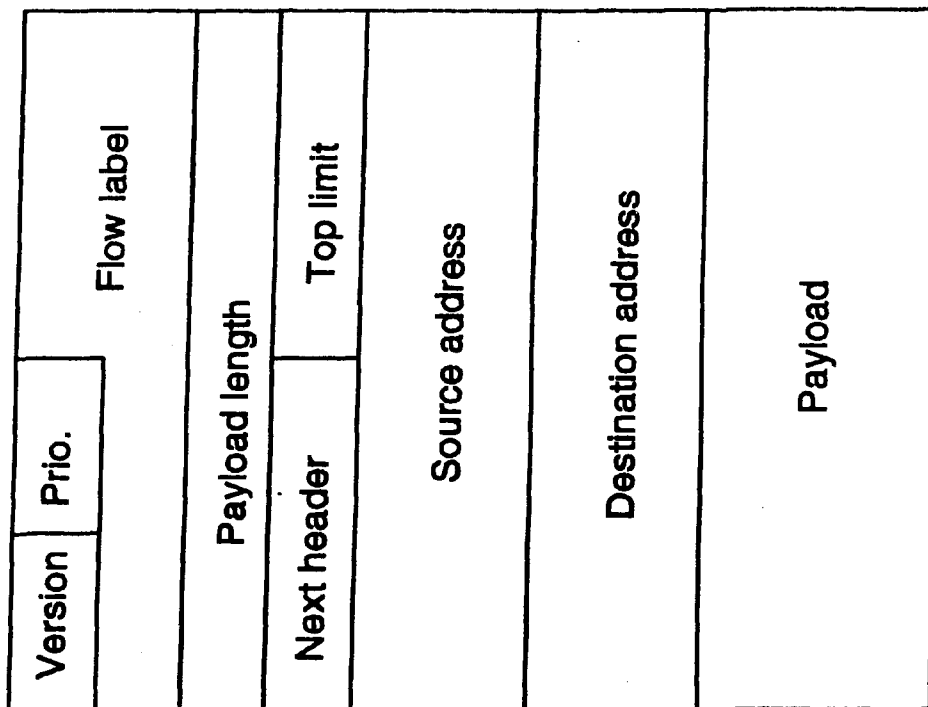 Version Prio.
Flow label
Payload length
Next header Top limit
Source address
Destination address
Payload